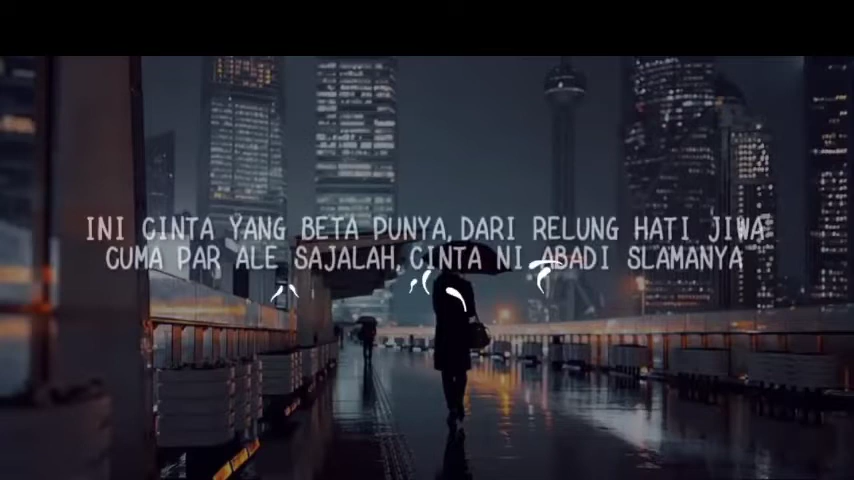 INI CINTA YANG BETA PUNYA, DARI RELUNG HATI JIWA
CUMA PAR ALE SAJALAH CINTA NI ABADI SLAMANYA